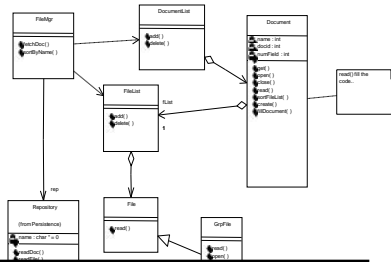 FileMgr
fetchDoc( )
sortByName( )
DocumentList
add( )
delete( )
Document
name : int
docid : int
numField : int
get( )
open( )
close( )
read( )
sortFileList( )
create( )
fillDocument( )
read() fill the
code..
FileList
add( )
delete( )
fList
1
rep
Repository
(from Persistence)
name : char * = 0
readDoc( )
readFile( )
File
read( )
GrpFile
read( )
open( )